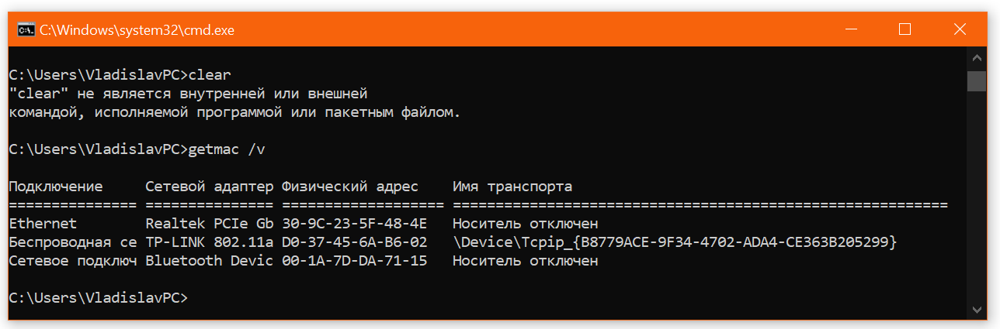 C:\Windows\system32\cmd.exe
C:\Users\VladislavPC>clear
"clear" не является внутренней или внешней
командой, исполняемой программой или пакетным файлом.
C:\Users\VladislavPC>getmac /v
Подключение     Сетевой адаптер Физический адрес    Имя транспорта
=============== =============== =================== ==========================================================
Ethernet        Realtek PCIe Gb 30-9C-23-5F-48-4E   Носитель отключен
Беспроводная се TP-LINK 802.11a D0-37-45-6A-B6-02   \Device\Tcpip_{B8779ACE-9F34-4702-ADA4-CE363B205299}
Сетевое подключ Bluetooth Devic 00-1A-7D-DA-71-15   Носитель отключен
C:\Users\VladislavPC>